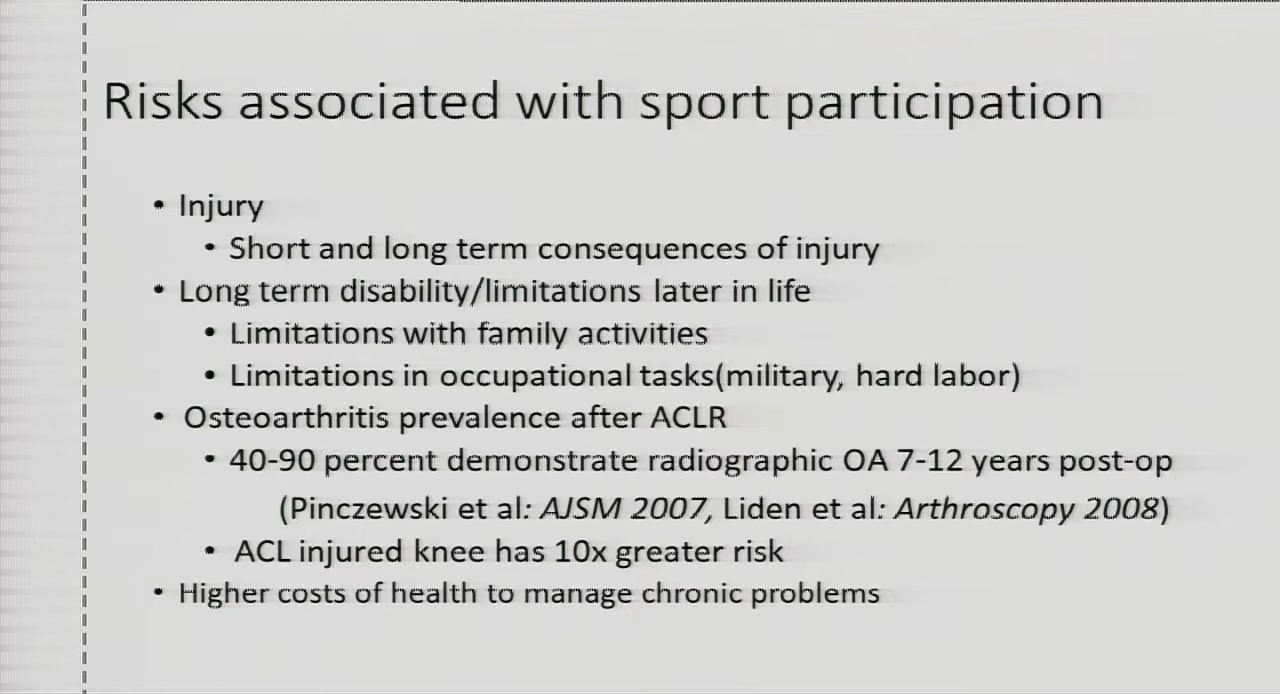 Risks associated with sport participation
• Injury
• Short and long term consequences of injury
• Long term disability/limitations later in life
• Limitations with family activities
• Limitations in occupational tasks(military, hard labor)
• Osteoarthritis prevalence after ACLR
• 40-90 percent demonstrate radiographic OA 7-12 years post-op
(Pinczewski et al: AJSM 2007, Liden et al: Arthroscopy 2008)
• ACL injured knee has 10x greater risk
• Higher costs of health to manage chronic problems